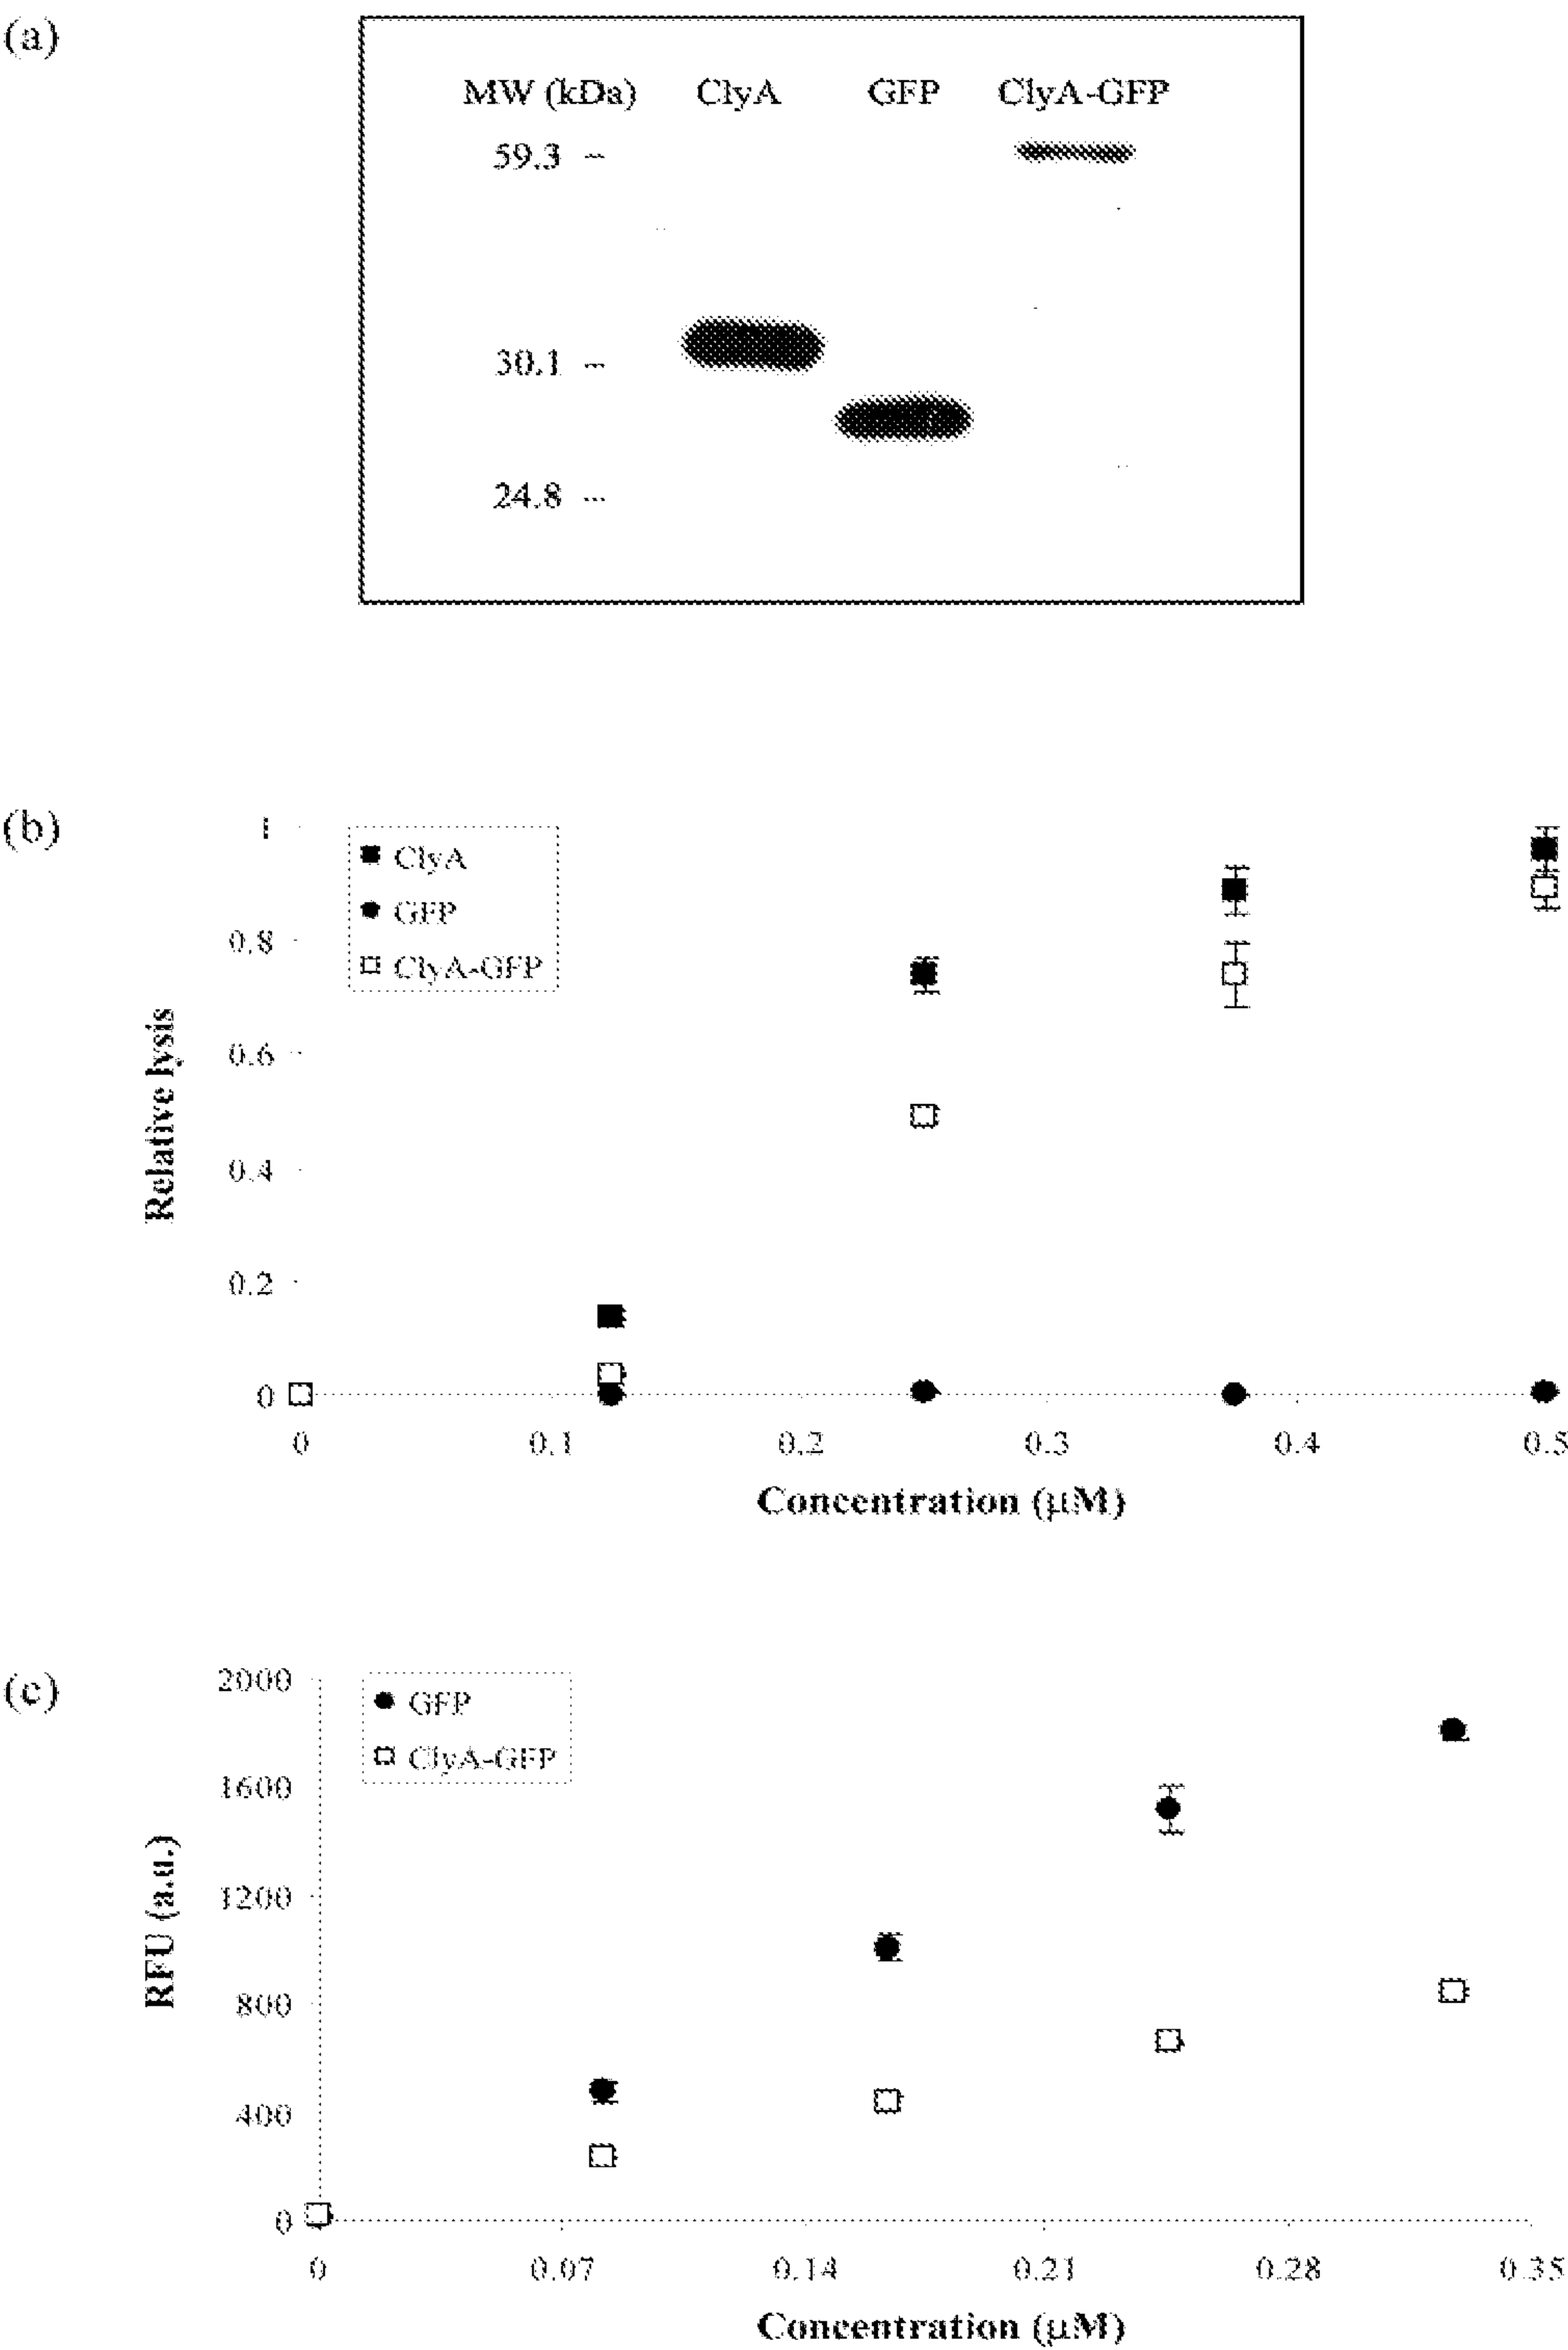 (a)
MW (kDa) ClyA GFP ClyA-GFP
59.3
30.1
24.8
(b)
ClyA
GFP
ClyA-GFP
1
0.8
0.6
0.4
0.2
0
Relative lysis
0 0.1 0.2 0.3 0.4 0.5
Concentration (μM)
(c)
GFP
ClyA-GFP
2000
1600
1200
800
400
0
RFU (a.u.)
0 0.07 0.14 0.21 0.28 0.35
Concentration (μM)